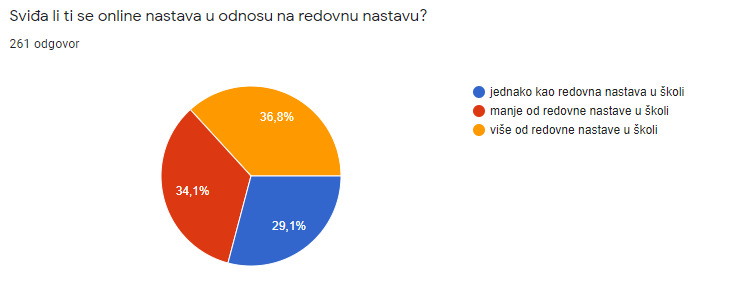 Sviđa li ti se online nastava u odnosu na redovnu nastavu?
261 odgovor
jednako kao redovna nastava u školi
manje od redovne nastave u školi
više od redovne nastave u školi
36,8%
34,1%
29,1%